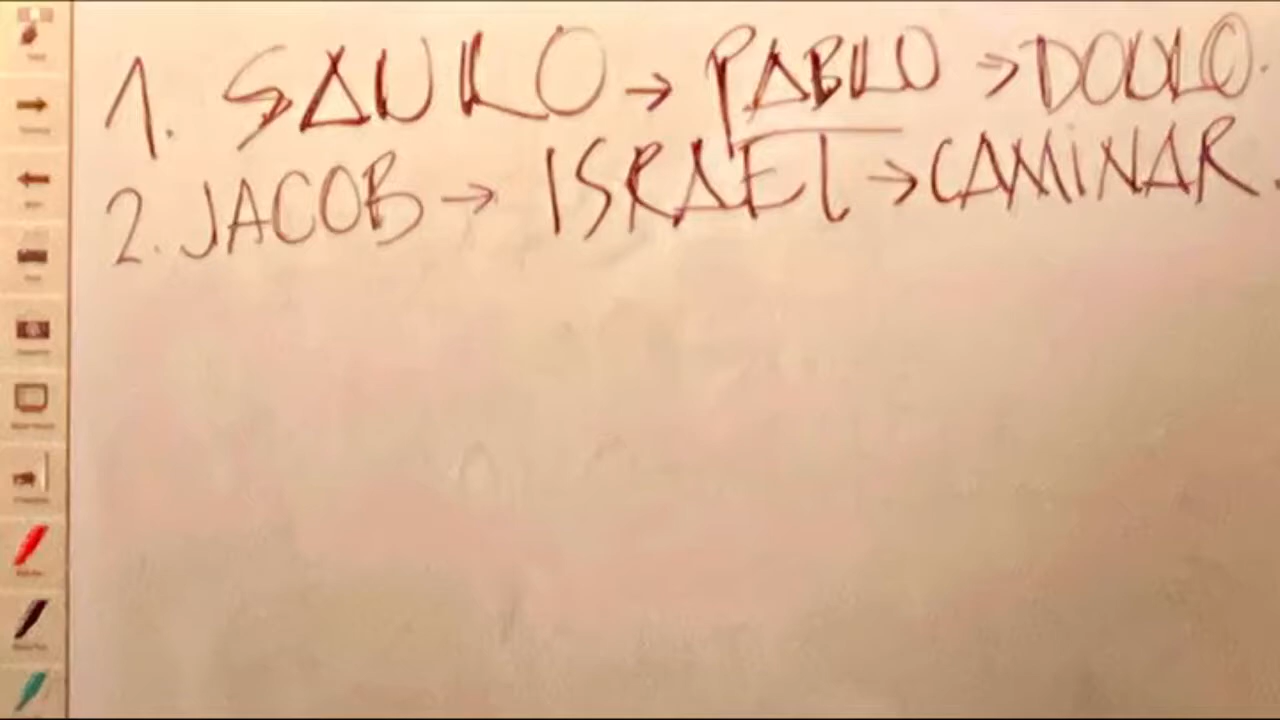 1. SAULO → PABLO → DOULO.
2. JACOB → ISRAEL → CAMINAR.